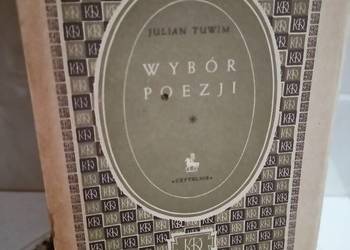 JULIAN TUWIM
WYBÓR
POEZJI
*
«CZYTELNIK»